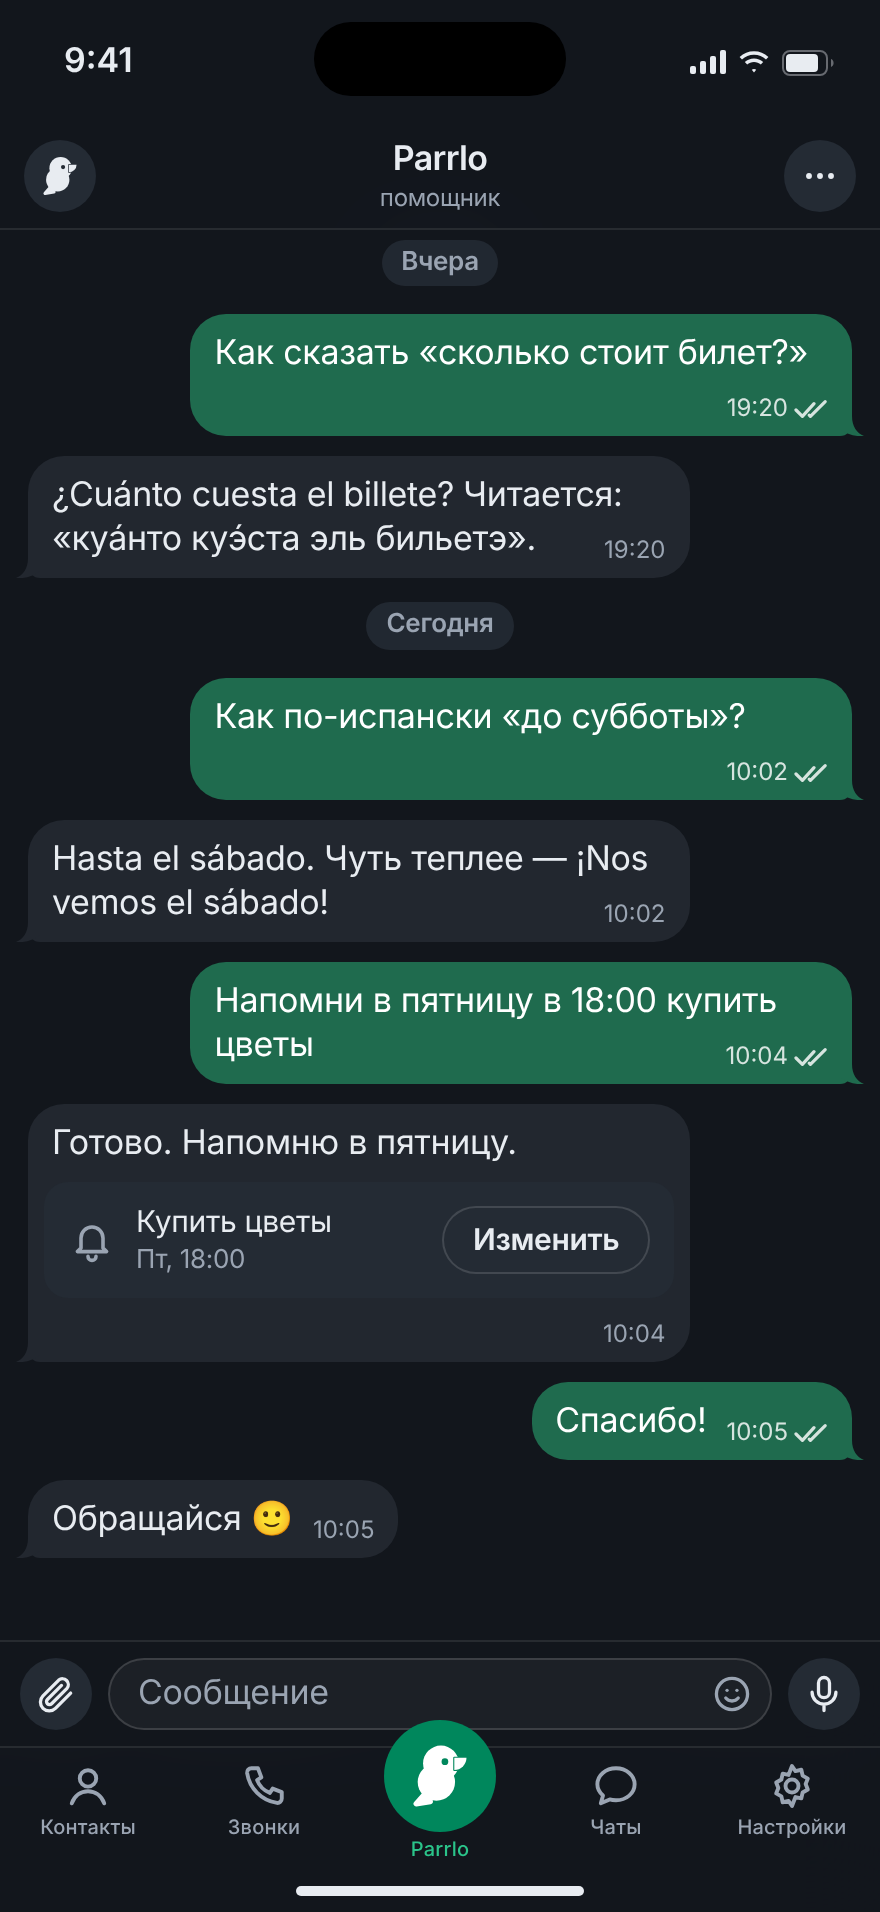 9:41
Parrlo
помощник
Вчера
Как сказать «сколько стоит билет?»
19:20
¿Cuánto cuesta el billete? Читается:
«куа́нто куэ́ста эль бильетэ».
19:20
Сегодня
Как по-испански «до субботы»?
10:02
Hasta el sábado. Чуть теплее — ¡Nos
vemos el sábado!
10:02
Напомни в пятницу в 18:00 купить
цветы
10:04
Готово. Напомню в пятницу.
Купить цветы
Пт, 18:00
Изменить
10:04
Спасибо!
10:05
Обращайся 🙂
10:05
Сообщение
Контакты
Звонки
Parrlo
Чаты
Настройки